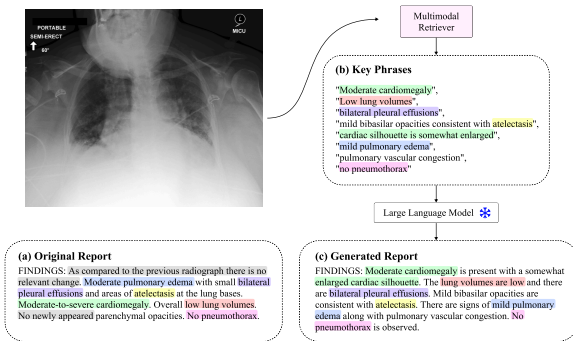 PORTABLE
SEMI-ERECT
60°
L
MICU
Multimodal
Retriever
(b) Key Phrases
"Moderate cardiomegaly",
"Low lung volumes",
"bilateral pleural effusions",
"mild bibasilar opacities consistent with atelectasis",
"cardiac silhouette is somewhat enlarged",
"mild pulmonary edema",
"pulmonary vascular congestion",
"no pneumothorax"
Large Language Model
(a) Original Report
FINDINGS: As compared to the previous radiograph there is no
relevant change. Moderate pulmonary edema with small bilateral
pleural effusions and areas of atelectasis at the lung bases.
Moderate-to-severe cardiomegaly. Overall low lung volumes.
No newly appeared parenchymal opacities. No pneumothorax.
(c) Generated Report
FINDINGS: Moderate cardiomegaly is present with a somewhat
enlarged cardiac silhouette. The lung volumes are low and there
are bilateral pleural effusions. Mild bibasilar opacities are
consistent with atelectasis. There are signs of mild pulmonary
edema along with pulmonary vascular congestion. No
pneumothorax is observed.